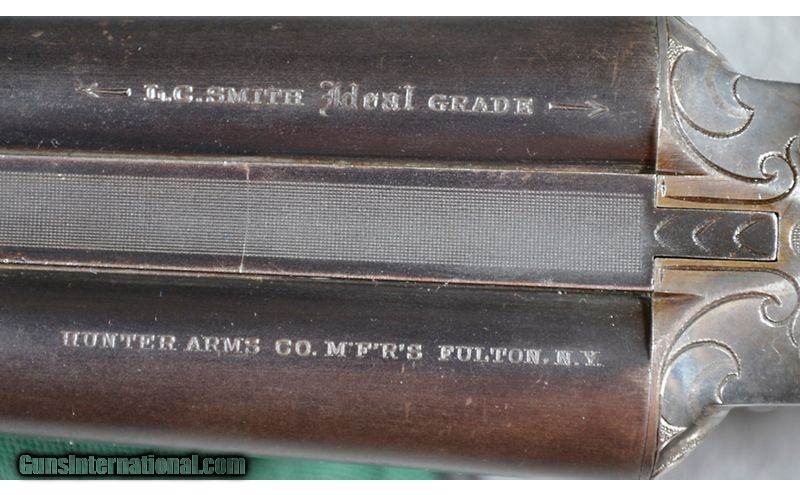 L.C. SMITH Ideal GRADE
HUNTER ARMS CO. M'F'R'S FULTON, N.Y.
GunsInternational.com